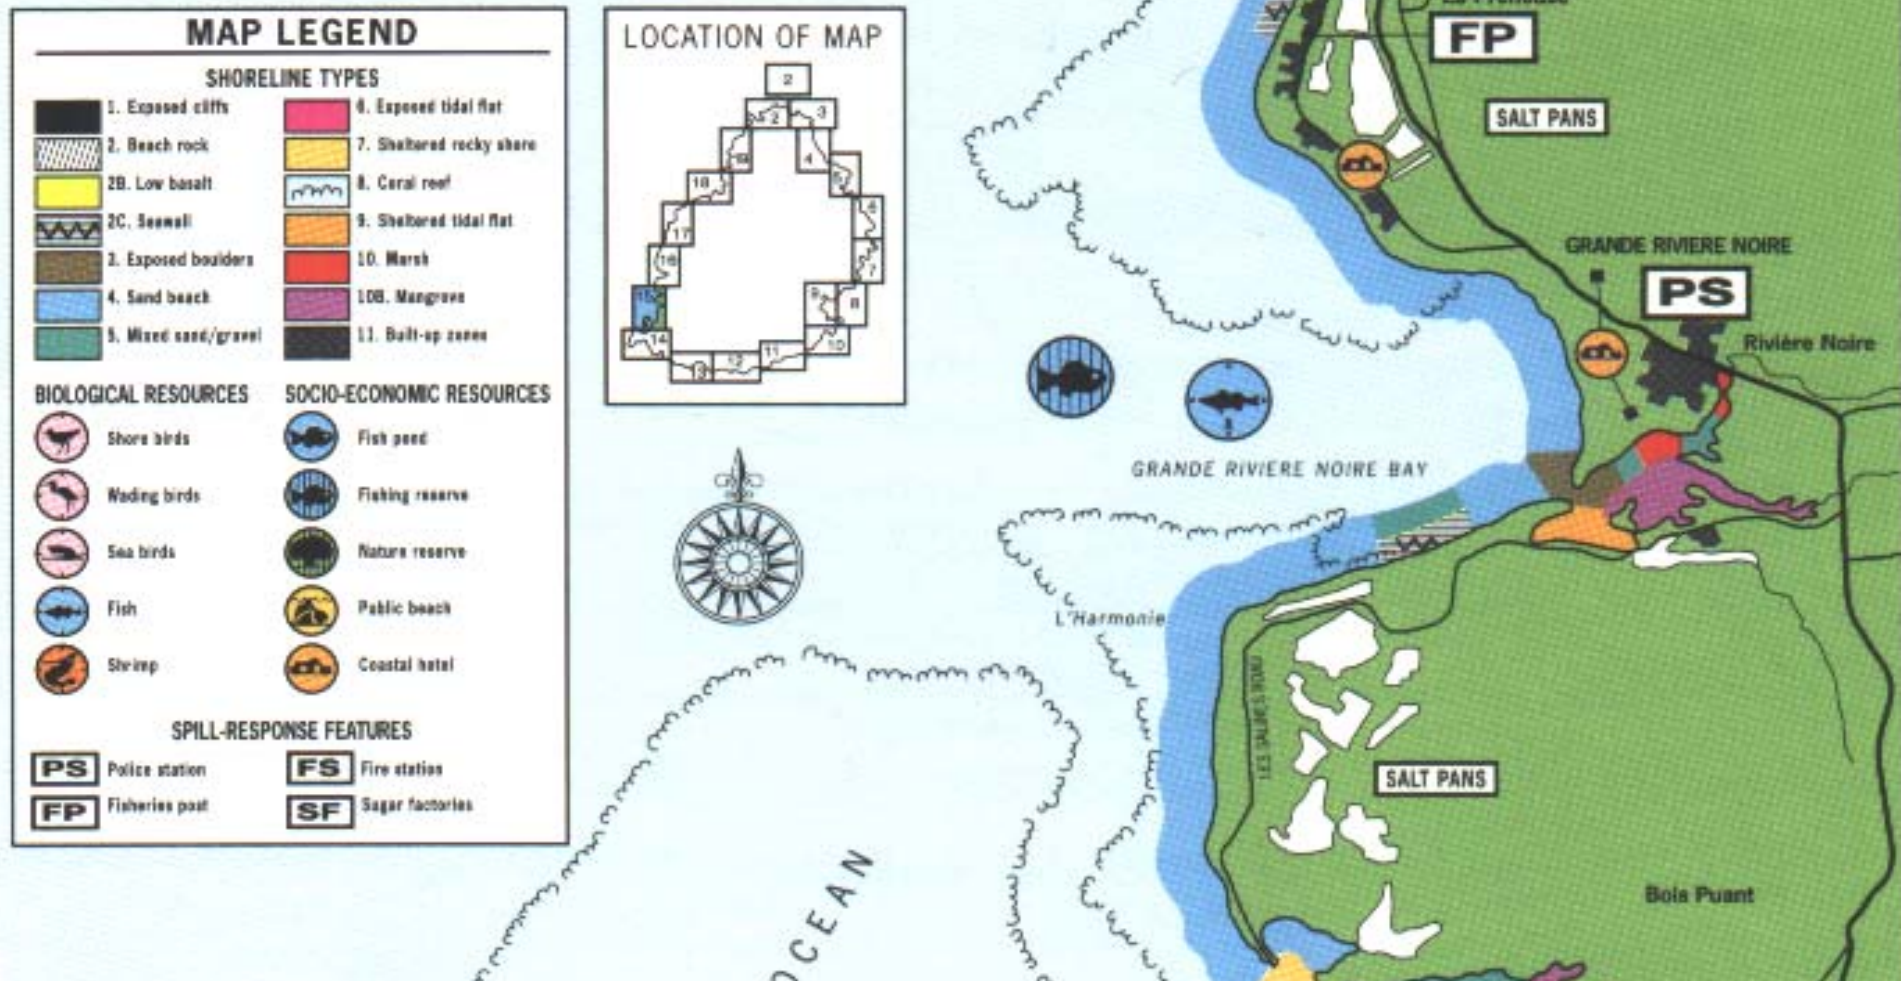 MAP LEGEND
SHORELINE TYPES
1. Exposed cliffs
2. Beach rock
2B. Low basalt
2C. Seawall
3. Exposed boulders
4. Sand beach
5. Mixed sand/gravel
6. Exposed tidal flat
7. Sheltered rocky shore
8. Coral reef
9. Sheltered tidal flat
10. Marsh
10B. Mangrove
11. Built-up zones
BIOLOGICAL RESOURCES
Shore birds
Wading birds
Sea birds
Fish
Shrimp
SOCIO-ECONOMIC RESOURCES
Fish pond
Fishing reserve
Nature reserve
Public beach
Coastal hotel
SPILL-RESPONSE FEATURES
PS Police station
FP Fisheries post
FS Fire station
SF Sugar factories
LOCATION OF MAP
2
2
3
19
4
18
5
17
6
16
7
15
9
8
14
10
13
12
11
FP
SALT PANS
GRANDE RIVIERE NOIRE
PS
Rivière Noire
GRANDE RIVIERE NOIRE BAY
L'Harmonie
LES SALINES ROAD
SALT PANS
Bois Puant
OCEAN